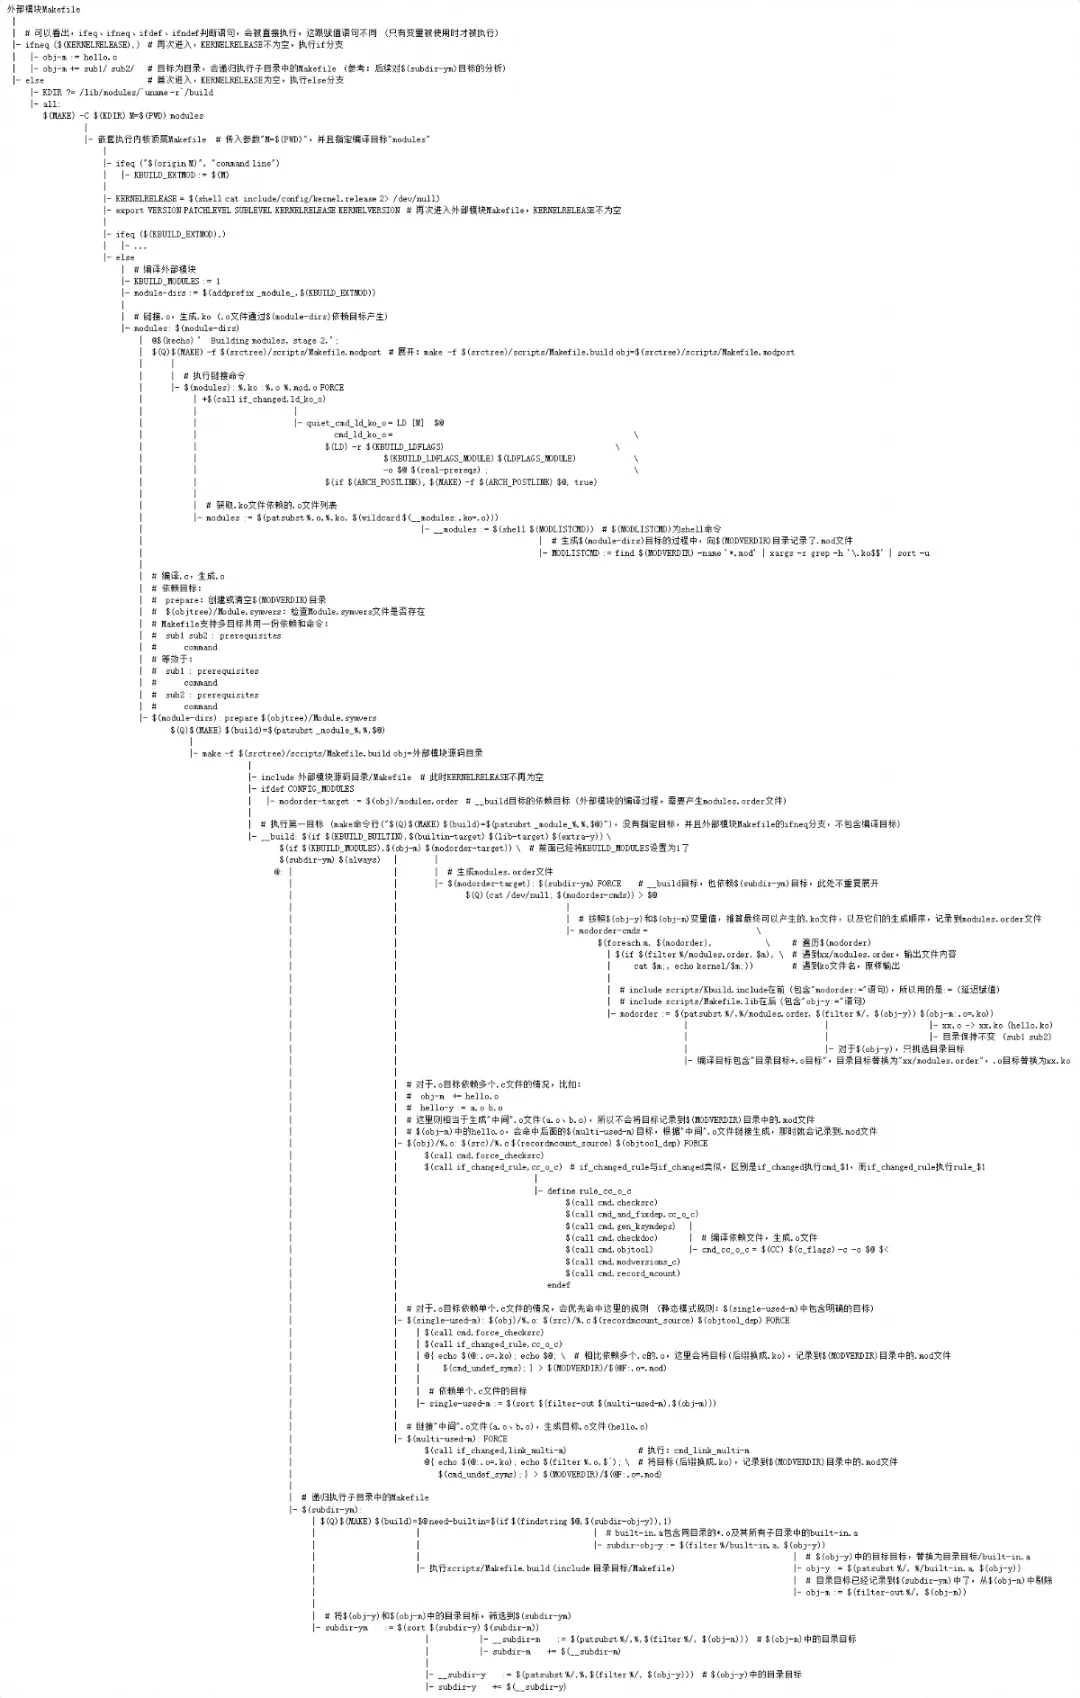 外部模块Makefile
|
| # 可以看出，ifeq、ifneq、ifdef、ifndef判断语句，会被直接执行，这跟赋值语句不同 (只有变量被使用时才被执行)
|- ifneq ($(KERNELRELEASE),) # 再次进入，KERNELRELEASE不为空，执行if分支
| |- obj-m := hello.o
| |- obj-m += sub1/ sub2/ # 目标为目录，会递归执行子目录中的Makefile (参考：后续对$(subdir-ym)目标的分析)
|- else # 首次进入，KERNELRELEASE为空，执行else分支
|- KDIR ?= /lib/modules/`uname -r`/build
|- all:
$(MAKE) -C $(KDIR) M=$(PWD) modules
|
|- 嵌套执行内核顶层Makefile # 传入参数"M=$(PWD)"，并且指定编译目标"modules"
|
|- ifeq ("$(origin M)", "command line")
| |- KBUILD_EXTMOD := $(M)
|
|- KERNELRELEASE = $(shell cat include/config/kernel.release 2> /dev/null)
|- export VERSION PATCHLEVEL SUBLEVEL KERNELRELEASE KERNELVERSION # 再次进入外部模块Makefile，KERNELRELEASE不为空
|
|- ifeq ($(KBUILD_EXTMOD),)
| |- ...
|- else
| # 编译外部模块
|- KBUILD_MODULES := 1
|- module-dirs := $(addprefix _module_,$(KBUILD_EXTMOD))
|
| # 链接.o，生成.ko (.o文件通过$(module-dirs)依赖目标产生)
|- modules: $(module-dirs)
| @$(kecho) ' Building modules, stage 2.';
| $(Q)$(MAKE) -f $(srctree)/scripts/Makefile.modpost # 展开：make -f $(srctree)/scripts/Makefile.build obj=$(srctree)/scripts/Makefile.modpost
| |
| | # 执行链接命令
| |- $(modules): %.ko :%.o %.mod.o FORCE
| | +$(call if_changed,ld_ko_o)
| | |
| | |- quiet_cmd_ld_ko_o = LD [M] $@
| | cmd_ld_ko_o = \
| | $(LD) -r $(KBUILD_LDFLAGS) \
| | $(KBUILD_LDFLAGS_MODULE) $(LDFLAGS_MODULE) \
| | -o $@ $(real-prereqs) ; \
| | $(if $(ARCH_POSTLINK), $(MAKE) -f $(ARCH_POSTLINK) $@, true)
| |
| | # 获取.ko文件依赖的.o文件列表
| |- modules := $(patsubst %.o,%.ko, $(wildcard $(__modules:.ko=.o)))
| |- __modules := $(shell $(MODLISTCMD)) # $(MODLISTCMD)为shell命令
| | # 生成$(module-dirs)目标的过程中，向$(MODVERDIR)目录记录了.mod文件
| |- MODLISTCMD := find $(MODVERDIR) -name '*.mod' | xargs -r grep -h '\.ko$$' | sort -u
|
| # 编译.c，生成.o
| # 依赖目标：
| # prepare：创建或清空$(MODVERDIR)目录
| # $(objtree)/Module.symvers：检查Module.symvers文件是否存在
| # Makefile支持多目标共用一份依赖和命令：
| # sub1 sub2 : prerequisites
| # command
| # 等效于：
| # sub1 : prerequisites
| # command
| # sub2 : prerequisites
| # command
|- $(module-dirs): prepare $(objtree)/Module.symvers
$(Q)$(MAKE) $(build)=$(patsubst _module_%,%,$@)
|
|- make -f $(srctree)/scripts/Makefile.build obj=外部模块源码目录
|
|- include 外部模块源码目录/Makefile # 此时KERNELRELEASE不再为空
|- ifdef CONFIG_MODULES
| |- modorder-target := $(obj)/modules.order # __build目标的依赖目标 (外部模块的编译过程，需要产生modules.order文件)
|
| # 执行第一目标 (make命令行("$(Q)$(MAKE) $(build)=$(patsubst _module_%,%,$@)")，没有指定目标，并且外部模块Makefile的ifneq分支，不包含编译目标)
|- __build: $(if $(KBUILD_BUILTIN),$(builtin-target) $(lib-target) $(extra-y)) \
$(if $(KBUILD_MODULES),$(obj-m) $(modorder-target)) \ # 前面已经将KBUILD_MODULES设置为1了
$(subdir-ym) $(always) | |
@: | | | # 生成modules.order文件
| | |- $(modorder-target): $(subdir-ym) FORCE # __build目标，也依赖$(subdir-ym)目标，此处不重复展开
| | $(Q)(cat /dev/null; $(modorder-cmds)) > $@
| | |
| | | # 按照$(obj-y)和$(obj-m)变量值，推算最终可以产生的.ko文件，以及它们的生成顺序，记录到modules.order文件
| | |- modorder-cmds = \
| | $(foreach m, $(modorder), \ # 遍历$(modorder)
| | | $(if $(filter %/modules.order, $m), \ # 遇到xx/modules.order，输出文件内容
| | | cat $m;, echo kernel/$m;)) # 遇到ko文件名，原样输出
| | |
| | | # include scripts/Kbuild.include在前 (包含"modorder:="语句)，所以用的是:= (延迟赋值)
| | | # include scripts/Makefile.lib在后 (包含"obj-y:="语句)
| | |- modorder := $(patsubst %/,%/modules.order, $(filter %/, $(obj-y)) $(obj-m:.o=.ko))
| | | | |- xx.o -> xx.ko (hello.ko)
| | | | |- 目录保持不变 (sub1 sub2)
| | | |- 对于$(obj-y)，只挑选目录目标
| | |- 编译目标包含"目录目标+.o目标"，目录目标替换为"xx/modules.order"，.o目标替换为xx.ko
| |
| | # 对于.o目标依赖多个.c文件的情况，比如：
| | # obj-m += hello.o
| | # hello-y := a.o b.o
| | # 这里则相当于生成"中间".o文件(a.o、b.o)，所以不会将目标记录到$(MODVERDIR)目录中的.mod文件
| | # $(obj-m)中的hello.o，会命中后面的$(multi-used-m)目标，根据"中间".o文件链接生成，那时就会记录到.mod文件
| |- $(obj)/%.o: $(src)/%.c $(recordmcount_source) $(objtool_dep) FORCE
| | $(call cmd,force_checksrc)
| | $(call if_changed_rule,cc_o_c) # if_changed_rule与if_changed类似，区别是if_changed执行cmd_$1，而if_changed_rule执行rule_$1
| | |
| | |- define rule_cc_o_c
| | $(call cmd,checksrc)
| | $(call cmd_and_fixdep,cc_o_c)
| | $(call cmd,gen_ksymdeps) |
| | $(call cmd,checkdoc) | # 编译依赖文件，生成.o文件
| | $(call cmd,objtool) |- cmd_cc_o_c = $(CC) $(c_flags) -c -o $@ $<
| | $(call cmd,modversions_c)
| | $(call cmd,record_mcount)
| | endef
| |
| | # 对于.o目标依赖单个.c文件的情况，会优先命中这里的规则 (静态模式规则：$(single-used-m)中包含明确的目标)
| |- $(single-used-m): $(obj)/%.o: $(src)/%.c $(recordmcount_source) $(objtool_dep) FORCE
| | | $(call cmd,force_checksrc)
| | | $(call if_changed_rule,cc_o_c)
| | | @{ echo $(@:.o=.ko); echo $@; \ # 相比依赖多个.c的.o，这里会将目标(后缀换成.ko)，记录到$(MODVERDIR)目录中的.mod文件
| | | $(cmd_undef_syms); } > $(MODVERDIR)/$(@F:.o=.mod)
| | |
| | | # 依赖单个.c文件的目标
| | |- single-used-m := $(sort $(filter-out $(multi-used-m),$(obj-m)))
| |
| | # 链接"中间".o文件(a.o、b.o)，生成目标.o文件(hello.o)
| |- $(multi-used-m): FORCE
| $(call if_changed,link_multi-m) # 执行：cmd_link_multi-m
| @{ echo $(@:.o=.ko); echo $(filter %.o,$^); \ # 将目标(后缀换成.ko)，记录到$(MODVERDIR)目录中的.mod文件
| $(cmd_undef_syms); } > $(MODVERDIR)/$(@F:.o=.mod)
|
| # 递归执行子目录中的Makefile
|- $(subdir-ym):
| $(Q)$(MAKE) $(build)=$@ need-builtin=$(if $(findstring $@,$(subdir-obj-y)),1)
| | | # built-in.a包含两目录的*.o及其所有子目录中的built-in.a
| | |- subdir-obj-y := $(filter %/built-in.a, $(obj-y))
| | | # $(obj-y)中的目标目标，替换为目录目标/built-in.a
| |- 执行scripts/Makefile.build (include 目录目标/Makefile) |- obj-y := $(patsubst %/, %/built-in.a, $(obj-y))
| | # 目录目标已经记录到$(subdir-ym)中了，从$(obj-m)中剔除
| |- obj-m := $(filter-out %/, $(obj-m))
|
| # 将$(obj-y)和$(obj-m)中的目录目标，筛选到$(subdir-ym)
|- subdir-ym := $(sort $(subdir-y) $(subdir-m))
| |- __subdir-m := $(patsubst %/,%,$(filter %/, $(obj-m))) # $(obj-m)中的目录目标
| |- subdir-m += $(__subdir-m)
|
|- __subdir-y := $(patsubst %/,%,$(filter %/, $(obj-y))) # $(obj-y)中的目录目标
|- subdir-y += $(__subdir-y)